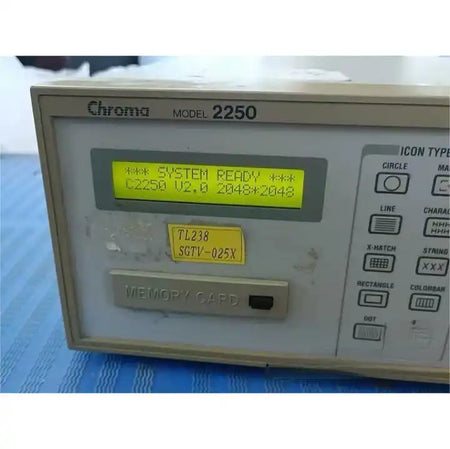 Chroma MODEL 2250
*** SYSTEM READY ***
C2250 V2.0 2048*2048
TL238
SGTV-025X
MEMORY CARD
ICON TYPE
CIRCLE
LINE
X-HATCH
STRING
XXX
RECTANGLE
COLORBAR
DOT